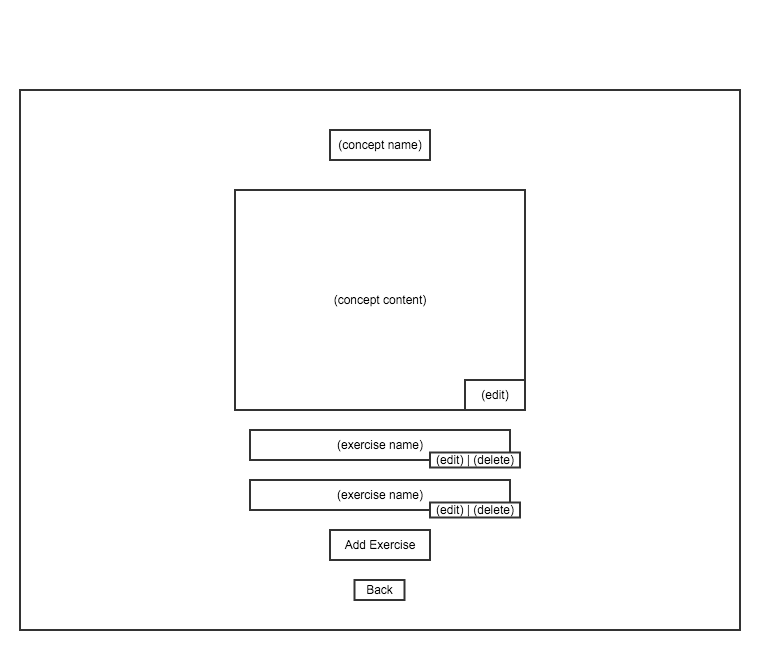 (concept name)
(concept content)
(edit)
(exercise name)
(edit) | (delete)
(exercise name)
(edit) | (delete)
Add Exercise
Back